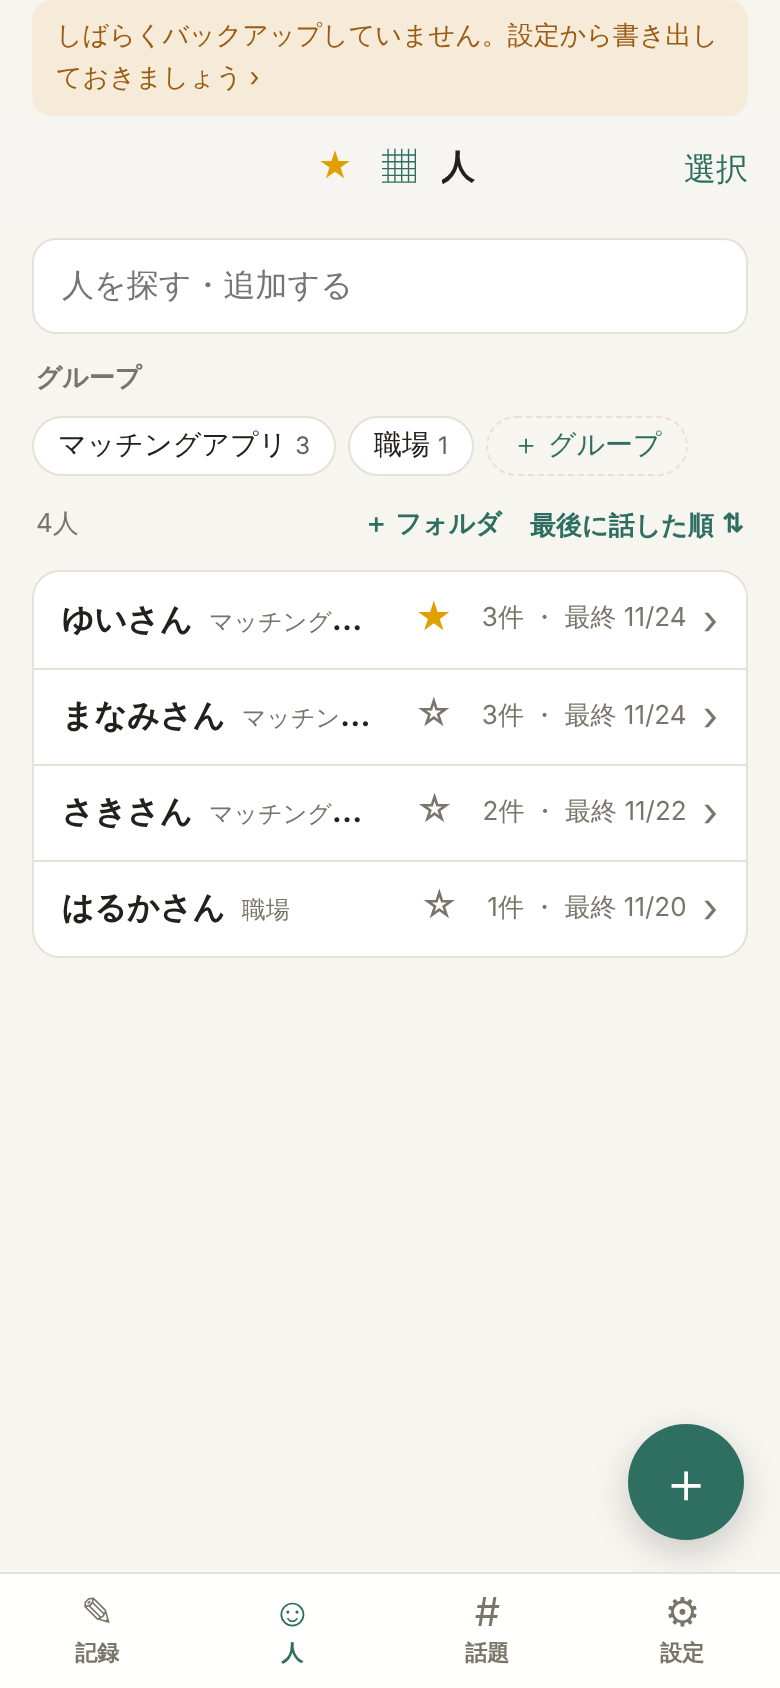 しばらくバックアップしていません。設定から書き出し
ておきましょう ›
★ ▦ 人 選択
人を探す・追加する
グループ
マッチングアプリ 3 職場 1 ＋ グループ
4人 ＋ フォルダ 最後に話した順 ⇅
ゆいさん マッチング… ★ 3件 ・ 最終 11/24 ›
まなみさん マッチン… ☆ 3件 ・ 最終 11/24 ›
さきさん マッチング… ☆ 2件 ・ 最終 11/22 ›
はるかさん 職場 ☆ 1件 ・ 最終 11/20 ›
＋
✎ ☺ # ⚙
記録 人 話題 設定